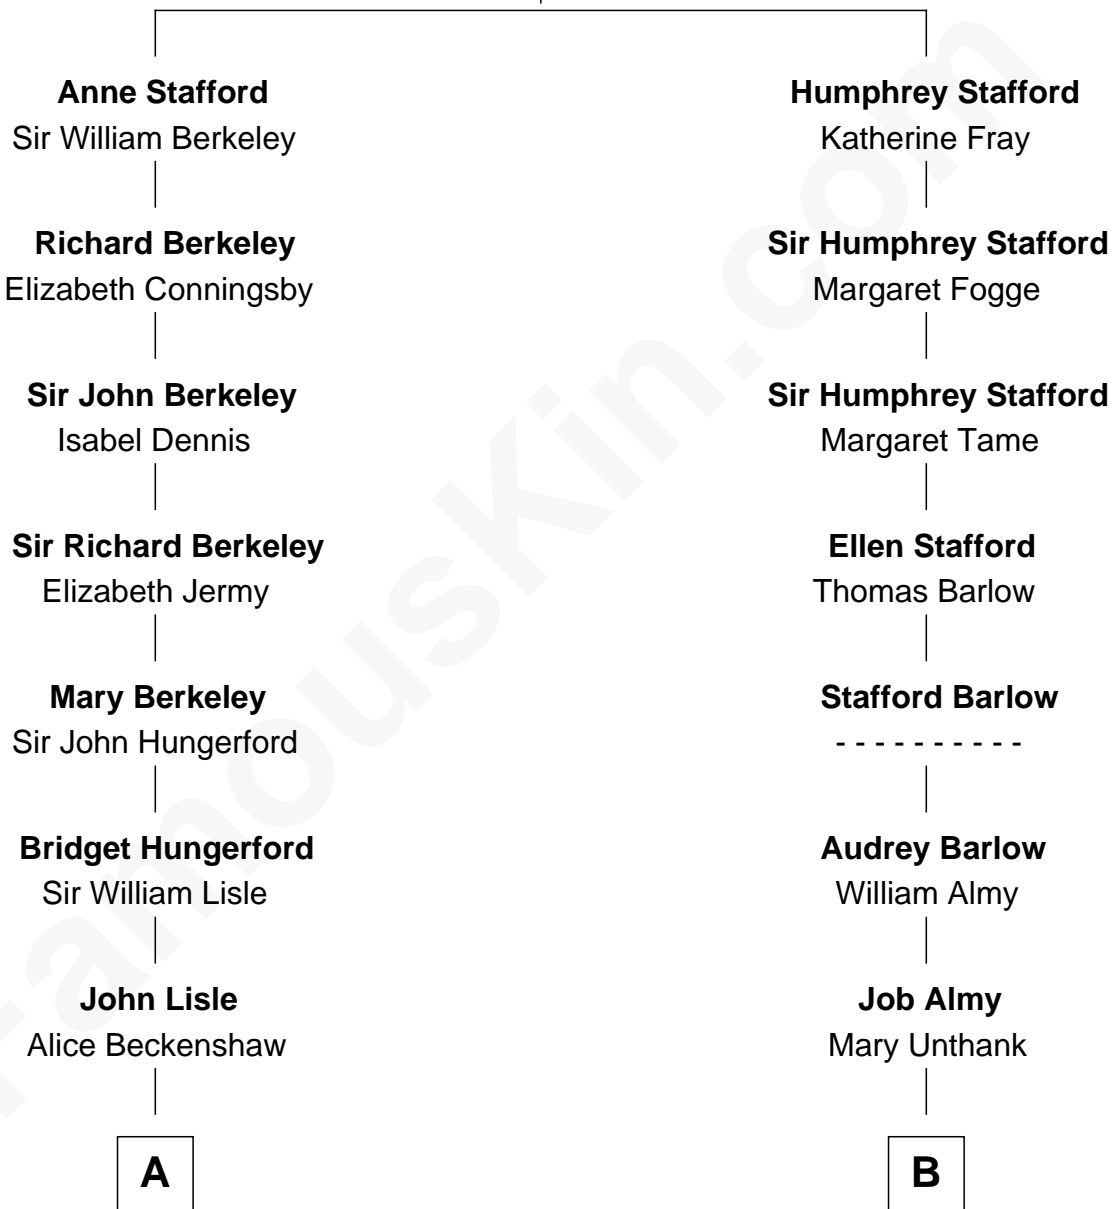 Anne Stafford
Sir William Berkeley
Richard Berkeley
Elizabeth Conningsby
Sir John Berkeley
Isabel Dennis
Sir Richard Berkeley
Elizabeth Jermy
Mary Berkeley
Sir John Hungerford
Bridget Hungerford
Sir William Lisle
John Lisle
Alice Beckenshaw
A
Humphrey Stafford
Katherine Fray
Sir Humphrey Stafford
Margaret Fogge
Sir Humphrey Stafford
Margaret Tame
Ellen Stafford
Thomas Barlow
Stafford Barlow
- - - - - - - - - -
Audrey Barlow
William Almy
Job Almy
Mary Unthank
B
FamousKin.com